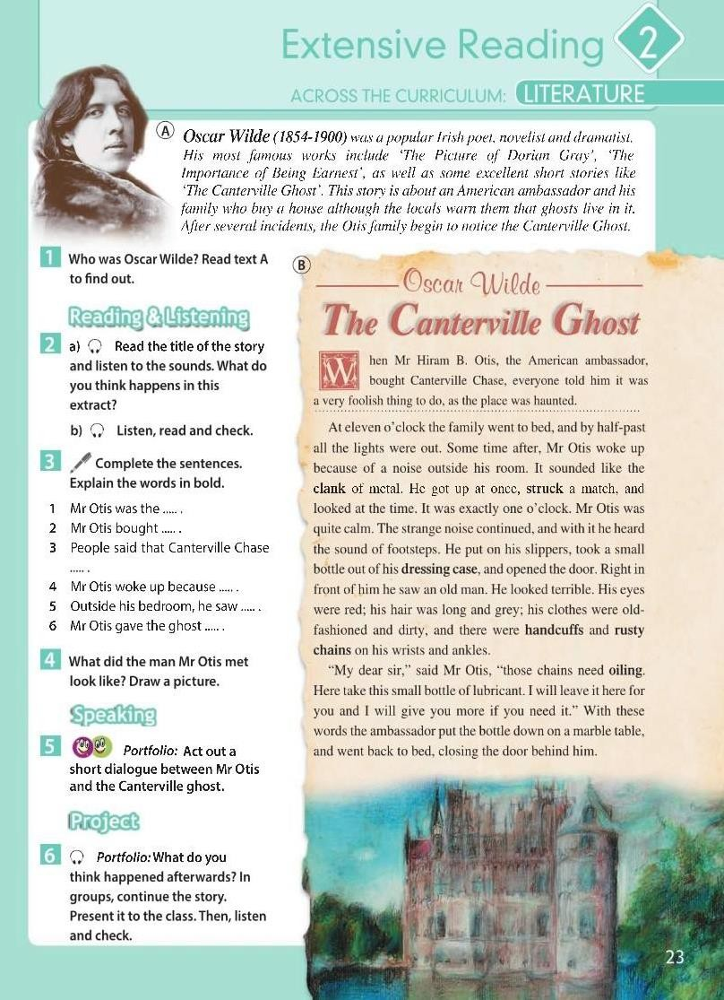 Extensive Reading 2
ACROSS THE CURRICULUM: LITERATURE
A Oscar Wilde (1854-1900) was a popular Irish poet, novelist and dramatist.
His most famous works include ‘The Picture of Dorian Gray’, ‘The
Importance of Being Earnest’, as well as some excellent short stories like
‘The Canterville Ghost’. This story is about an American ambassador and his
family who buy a house although the locals warn them that ghosts live in it.
After several incidents, the Otis family begin to notice the Canterville Ghost.
1 Who was Oscar Wilde? Read text A
to find out.
Reading & Listening
2 a) Read the title of the story
and listen to the sounds. What do
you think happens in this
extract?
b) Listen, read and check.
3 Complete the sentences.
Explain the words in bold.
1 Mr Otis was the ..... .
2 Mr Otis bought ..... .
3 People said that Canterville Chase
..... .
4 Mr Otis woke up because ..... .
5 Outside his bedroom, he saw ..... .
6 Mr Otis gave the ghost ..... .
4 What did the man Mr Otis met
look like? Draw a picture.
Speaking
5 Portfolio: Act out a
short dialogue between Mr Otis
and the Canterville ghost.
Project
6 Portfolio: What do you
think happened afterwards? In
groups, continue the story.
Present it to the class. Then, listen
and check.
B
Oscar Wilde
The Canterville Ghost
When Mr Hiram B. Otis, the American ambassador,
bought Canterville Chase, everyone told him it was
a very foolish thing to do, as the place was haunted.
At eleven o’clock the family went to bed, and by half-past
all the lights were out. Some time after, Mr Otis woke up
because of a noise outside his room. It sounded like the
clank of metal. He got up at once, struck a match, and
looked at the time. It was exactly one o’clock. Mr Otis was
quite calm. The strange noise continued, and with it he heard
the sound of footsteps. He put on his slippers, took a small
bottle out of his dressing case, and opened the door. Right in
front of him he saw an old man. He looked terrible. His eyes
were red; his hair was long and grey; his clothes were old-
fashioned and dirty, and there were handcuffs and rusty
chains on his wrists and ankles.
“My dear sir,” said Mr Otis, “those chains need oiling.
Here take this small bottle of lubricant. I will leave it here for
you and I will give you more if you need it.” With these
words the ambassador put the bottle down on a marble table,
and went back to bed, closing the door behind him.
23